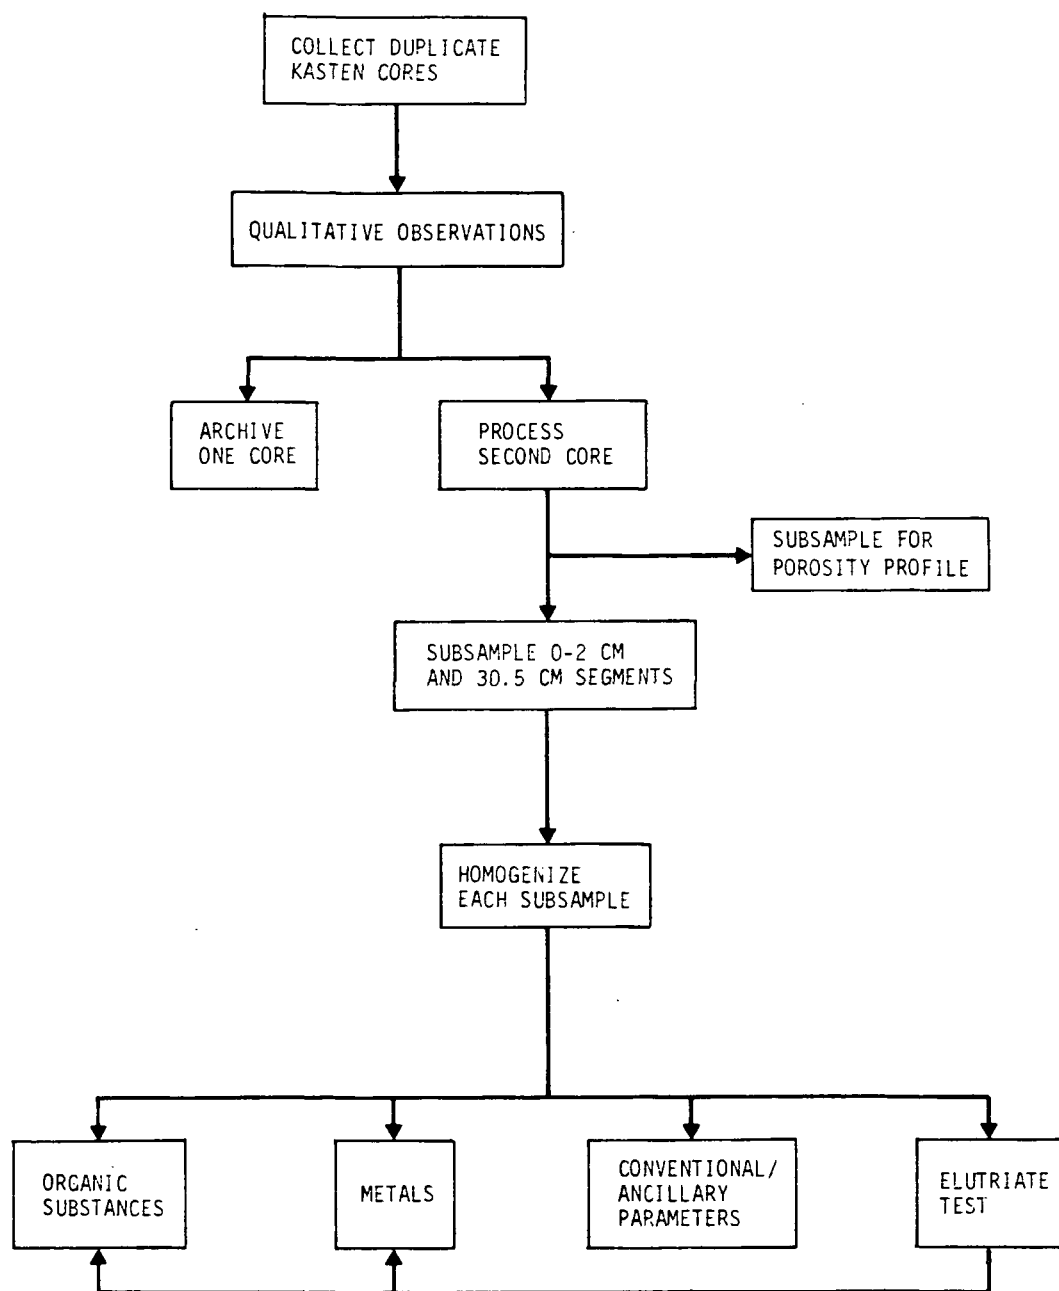 COLLECT DUPLICATE
KASTEN CORES
QUALITATIVE OBSERVATIONS
ARCHIVE
ONE CORE
PROCESS
SECOND CORE
SUBSAMPLE FOR
POROSITY PROFILE
SUBSAMPLE 0-2 CM
AND 30.5 CM SEGMENTS
HOMOGENIZE
EACH SUBSAMPLE
ORGANIC
SUBSTANCES
METALS
CONVENTIONAL/
ANCILLARY
PARAMETERS
ELUTRIATE
TEST